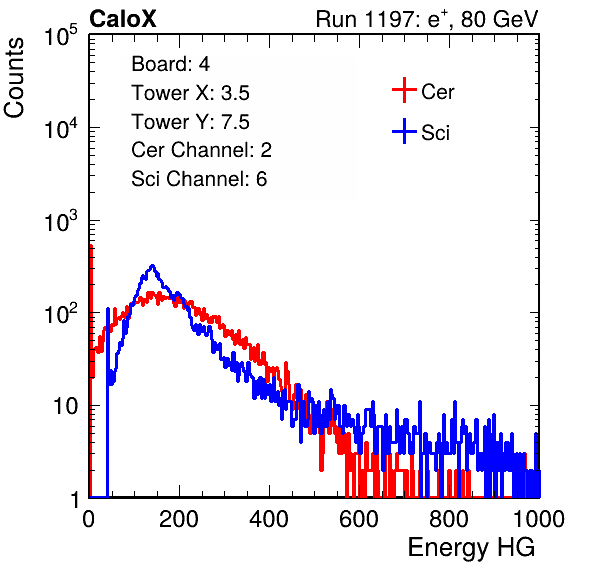 CaloX Run 1197: e⁺, 80 GeV
Counts
Board: 4
Tower X: 3.5
Tower Y: 7.5
Cer Channel: 2
Sci Channel: 6
Cer
Sci
10⁵
10⁴
10³
10²
10
1
0 200 400 600 800 1000
Energy HG